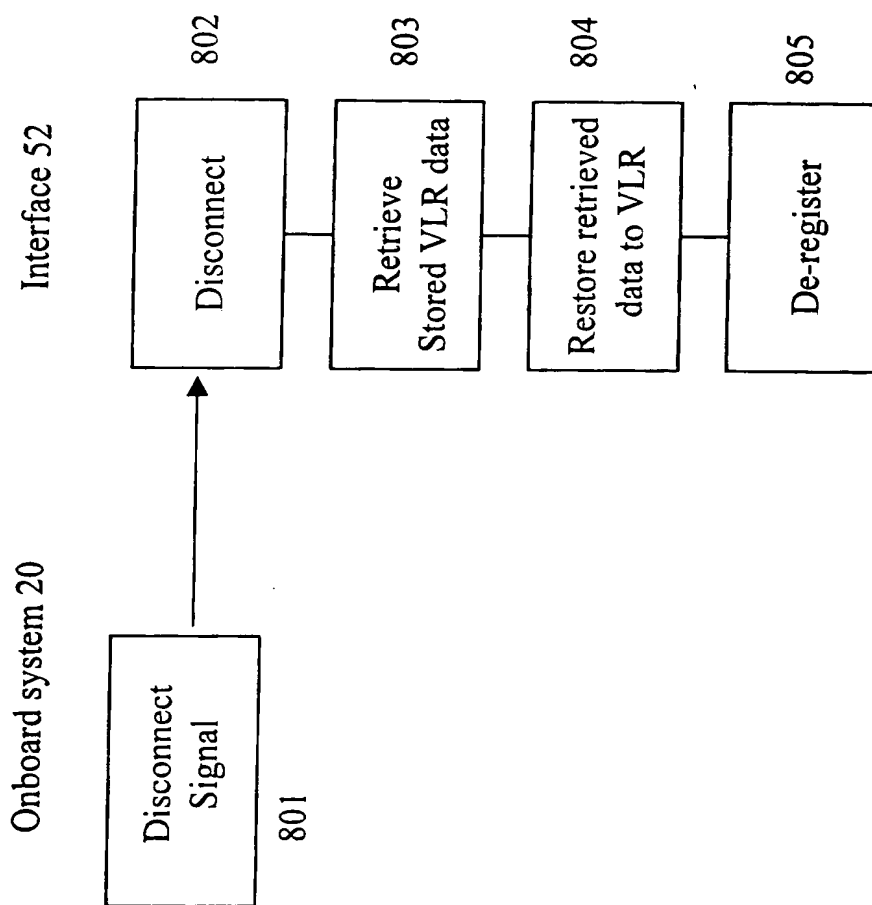 Onboard system 20
Interface 52
Disconnect
Signal
801
Disconnect
802
Retrieve
Stored VLR data
803
Restore retrieved
data to VLR
804
De-register
805